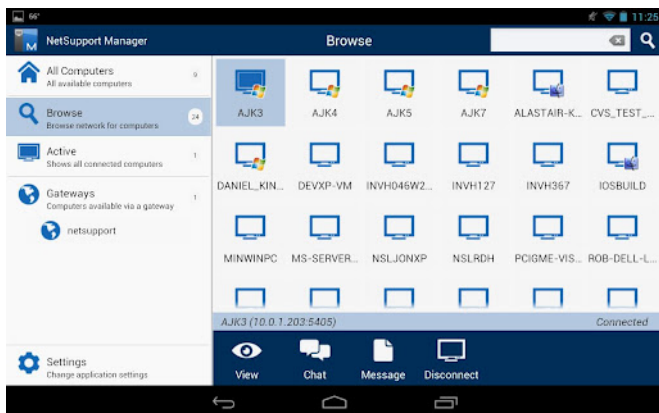 66°
11:25
NetSupport Manager
Browse
All Computers
All available computers
9
Browse
Browse network for computers
24
Active
Shows all connected computers
1
Gateways
Computers available via a gateway
1
netsupport
Settings
Change application settings
AJK3 AJK4 AJK5 AJK7 ALASTAIR-K... CVS_TEST_...
DANIEL_KIN... DEVXP-VM INVH046W2... INVH127 INVH367 IOSBUILD
MINWINPC MS-SERVER... NSLJONXP NSLRDH PCIGME-VIS... ROB-DELL-L...
AJK3 (10.0.1.203:5405) Connected
View Chat Message Disconnect